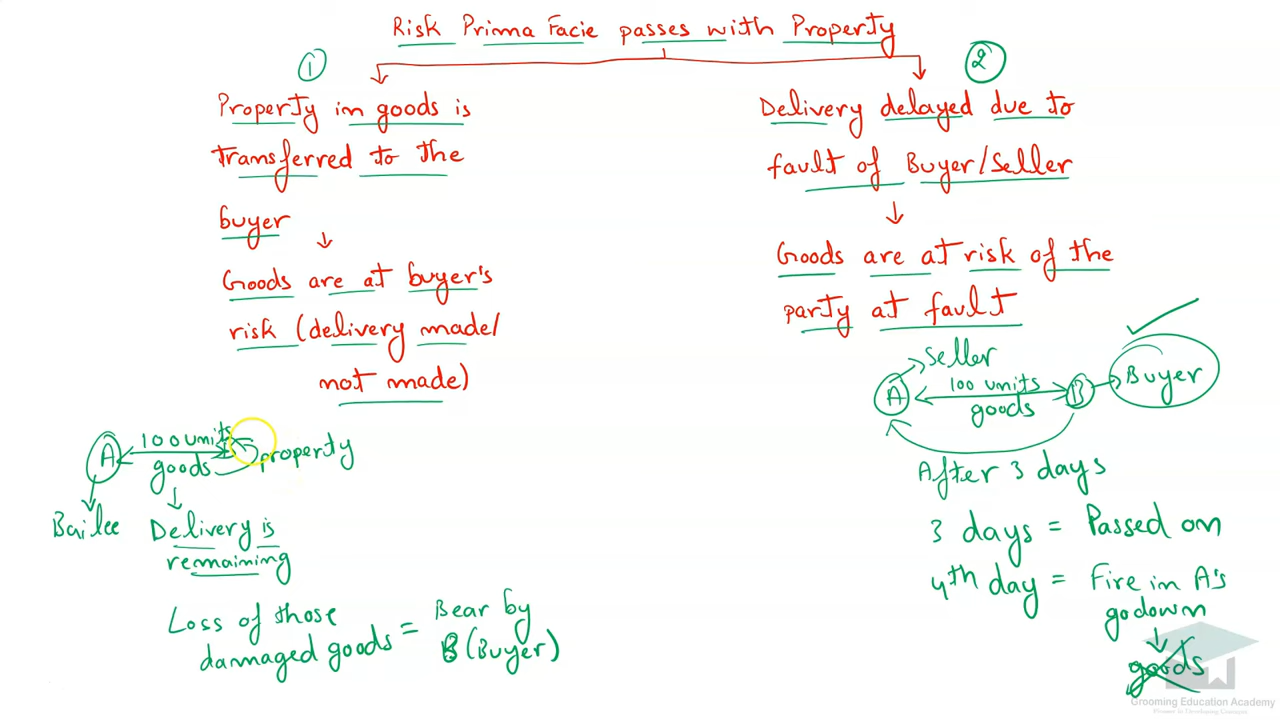 Risk Prima Facie passes with Property
1
Property in goods is
transferred to the
buyer
Goods are at buyer's
risk (delivery made/
not made)
A 100 units B property
goods
Bailee Delivery is
remaining
Loss of those
damaged goods = Bear by
B (Buyer)
2
Delivery delayed due to
fault of Buyer/Seller
Goods are at risk of the
party at fault
Seller
A 100 units B Buyer
goods
After 3 days
3 days = Passed on
4th day = Fire in A's
godown
goods
Grooming Education Academy